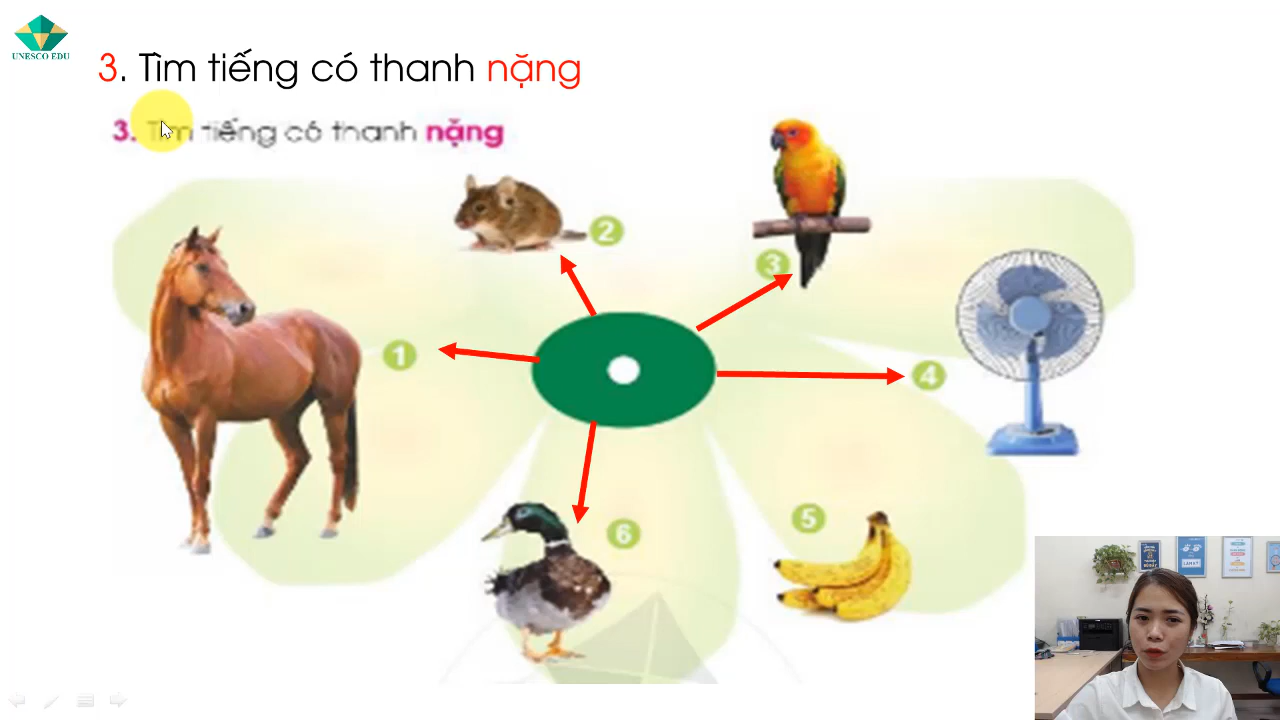 UNESCO EDU
3. Tìm tiếng có thanh nặng
3. Tìm tiếng có thanh nặng
2
3
1
4
5
6